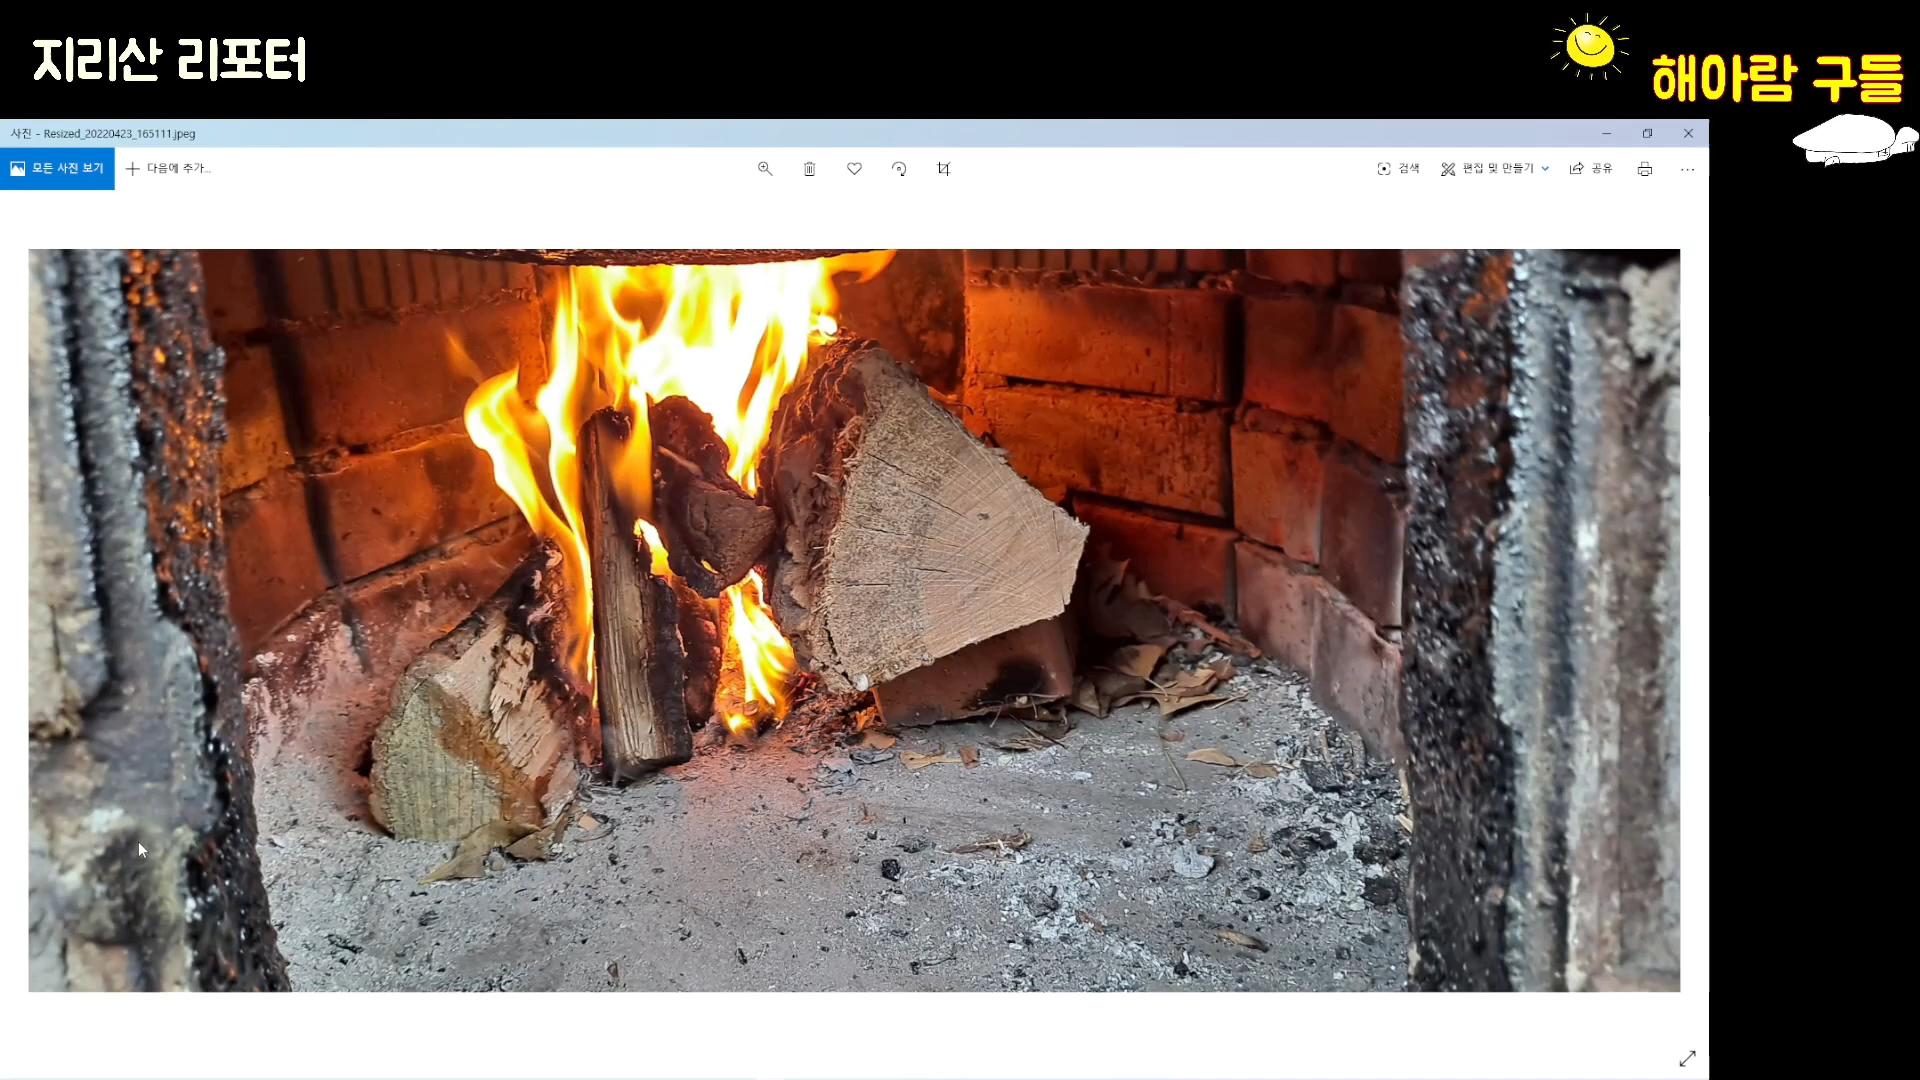 지리산 리포터
해아람 구들
사진 - Resized_20220423_165111.jpeg
모든 사진 보기
다음에 추가...
검색
편집 및 만들기
공유